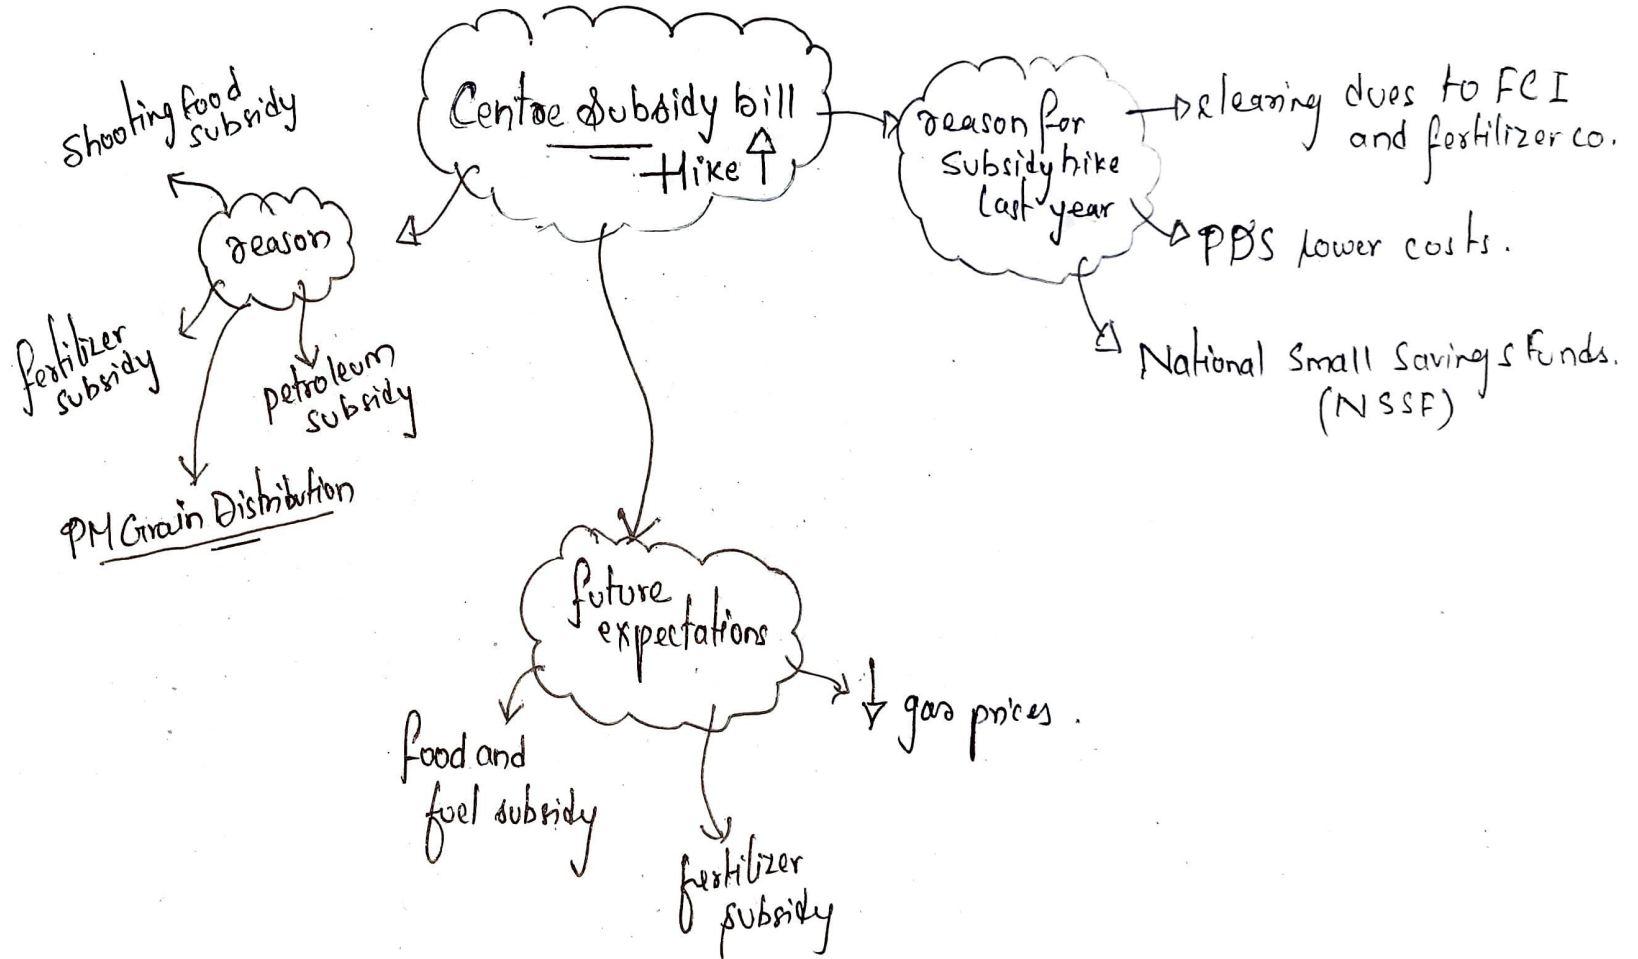 Centre Subsidy bill
Hike ↑
shooting food
subsidy
reason
fertilizer
subsidy
petroleum
subsidy
PM Grain Distribution
reason for
subsidy hike
last year
clearing dues to FCI
and fertilizer co.
PDS lower costs.
National Small Savings Funds.
(NSSF)
future
expectations
food and
fuel subsidy
fertilizer
subsidy
↓ gas prices.